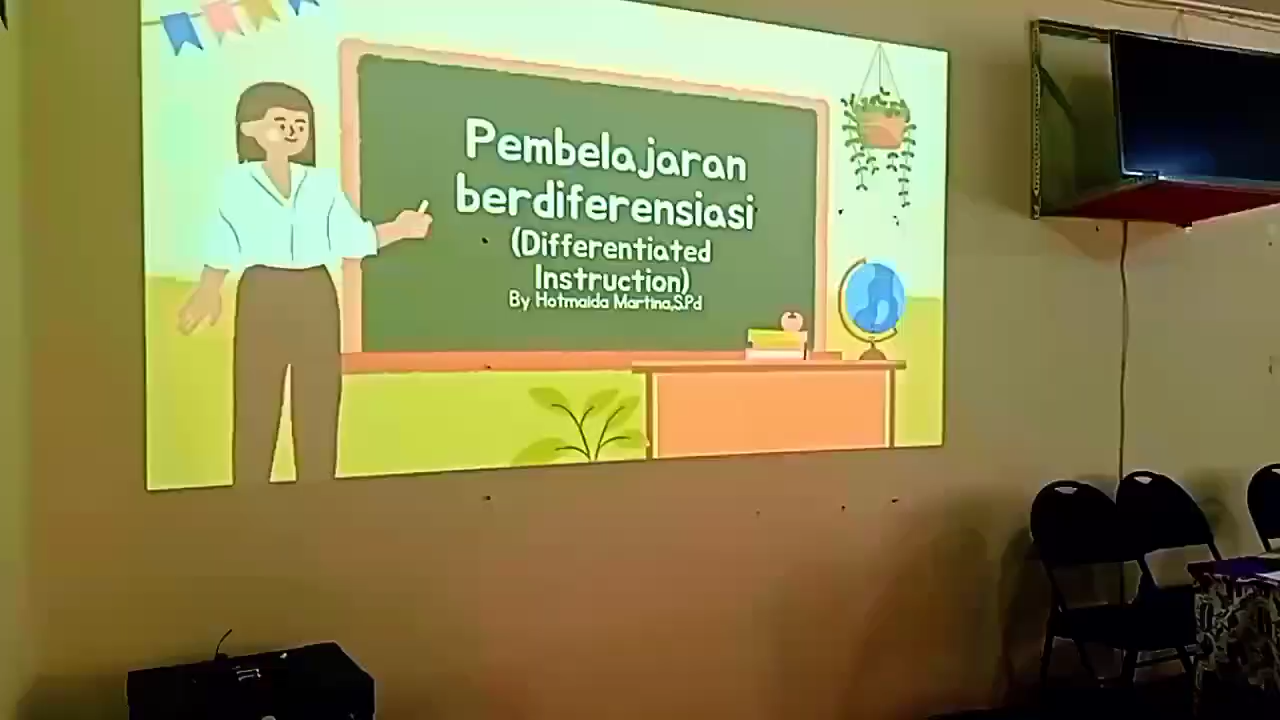 Pembelajaran
berdiferensiasi
(Differentiated
Instruction)
By Hotmaida Martina,S.Pd